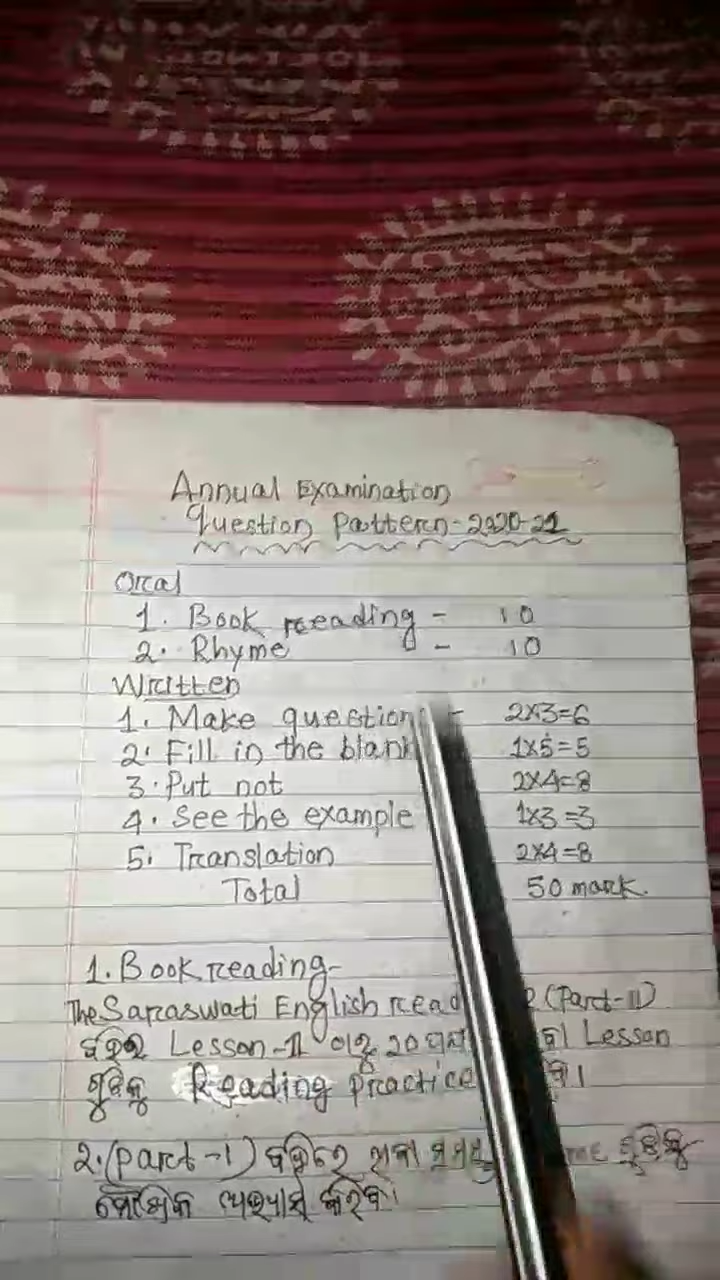 Annual Examination
Question Pattern-2020-21
Oral
1. Book reading - 10
2. Rhyme - 10
Written
1. Make question - 2x3=6
2. Fill in the blank 1x5=5
3. Put not 2x4=8
4. See the example 1x3=3
5. Translation 2x4=8
Total 50 mark.
1. Book reading-
The Saraswati English (Part-II)
ବହିର Lesson-11 ଠାରୁ 20 Lesson
ଗୁଡ଼ିକୁ Reading practice
2. (Part-I) ବହିରେ ଥିବା ଗୁଡ଼ିକୁ
ମୌଖିକ ଅଭ୍ୟାସ କରିବା।